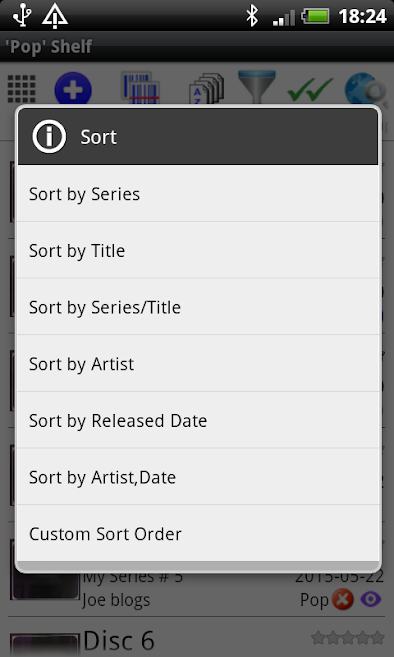 18:24
'Pop' Shelf
A
Z
Sort
Sort by Series
Sort by Title
Sort by Series/Title
Sort by Artist
Sort by Released Date
Sort by Artist,Date
Custom Sort Order
My Series # 5 2015-05-22
Joe blogs Pop
Disc 6